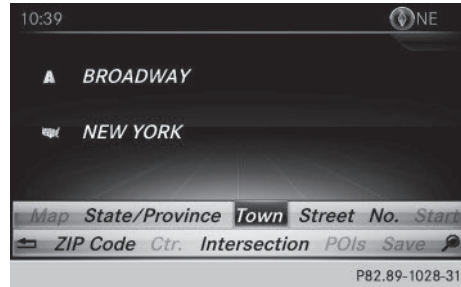 10:39 NE
BROADWAY
NEW YORK
Map State/Province Town Street No. Start
ZIP Code Ctr. Intersection POIs Save
P82.89-1028-31